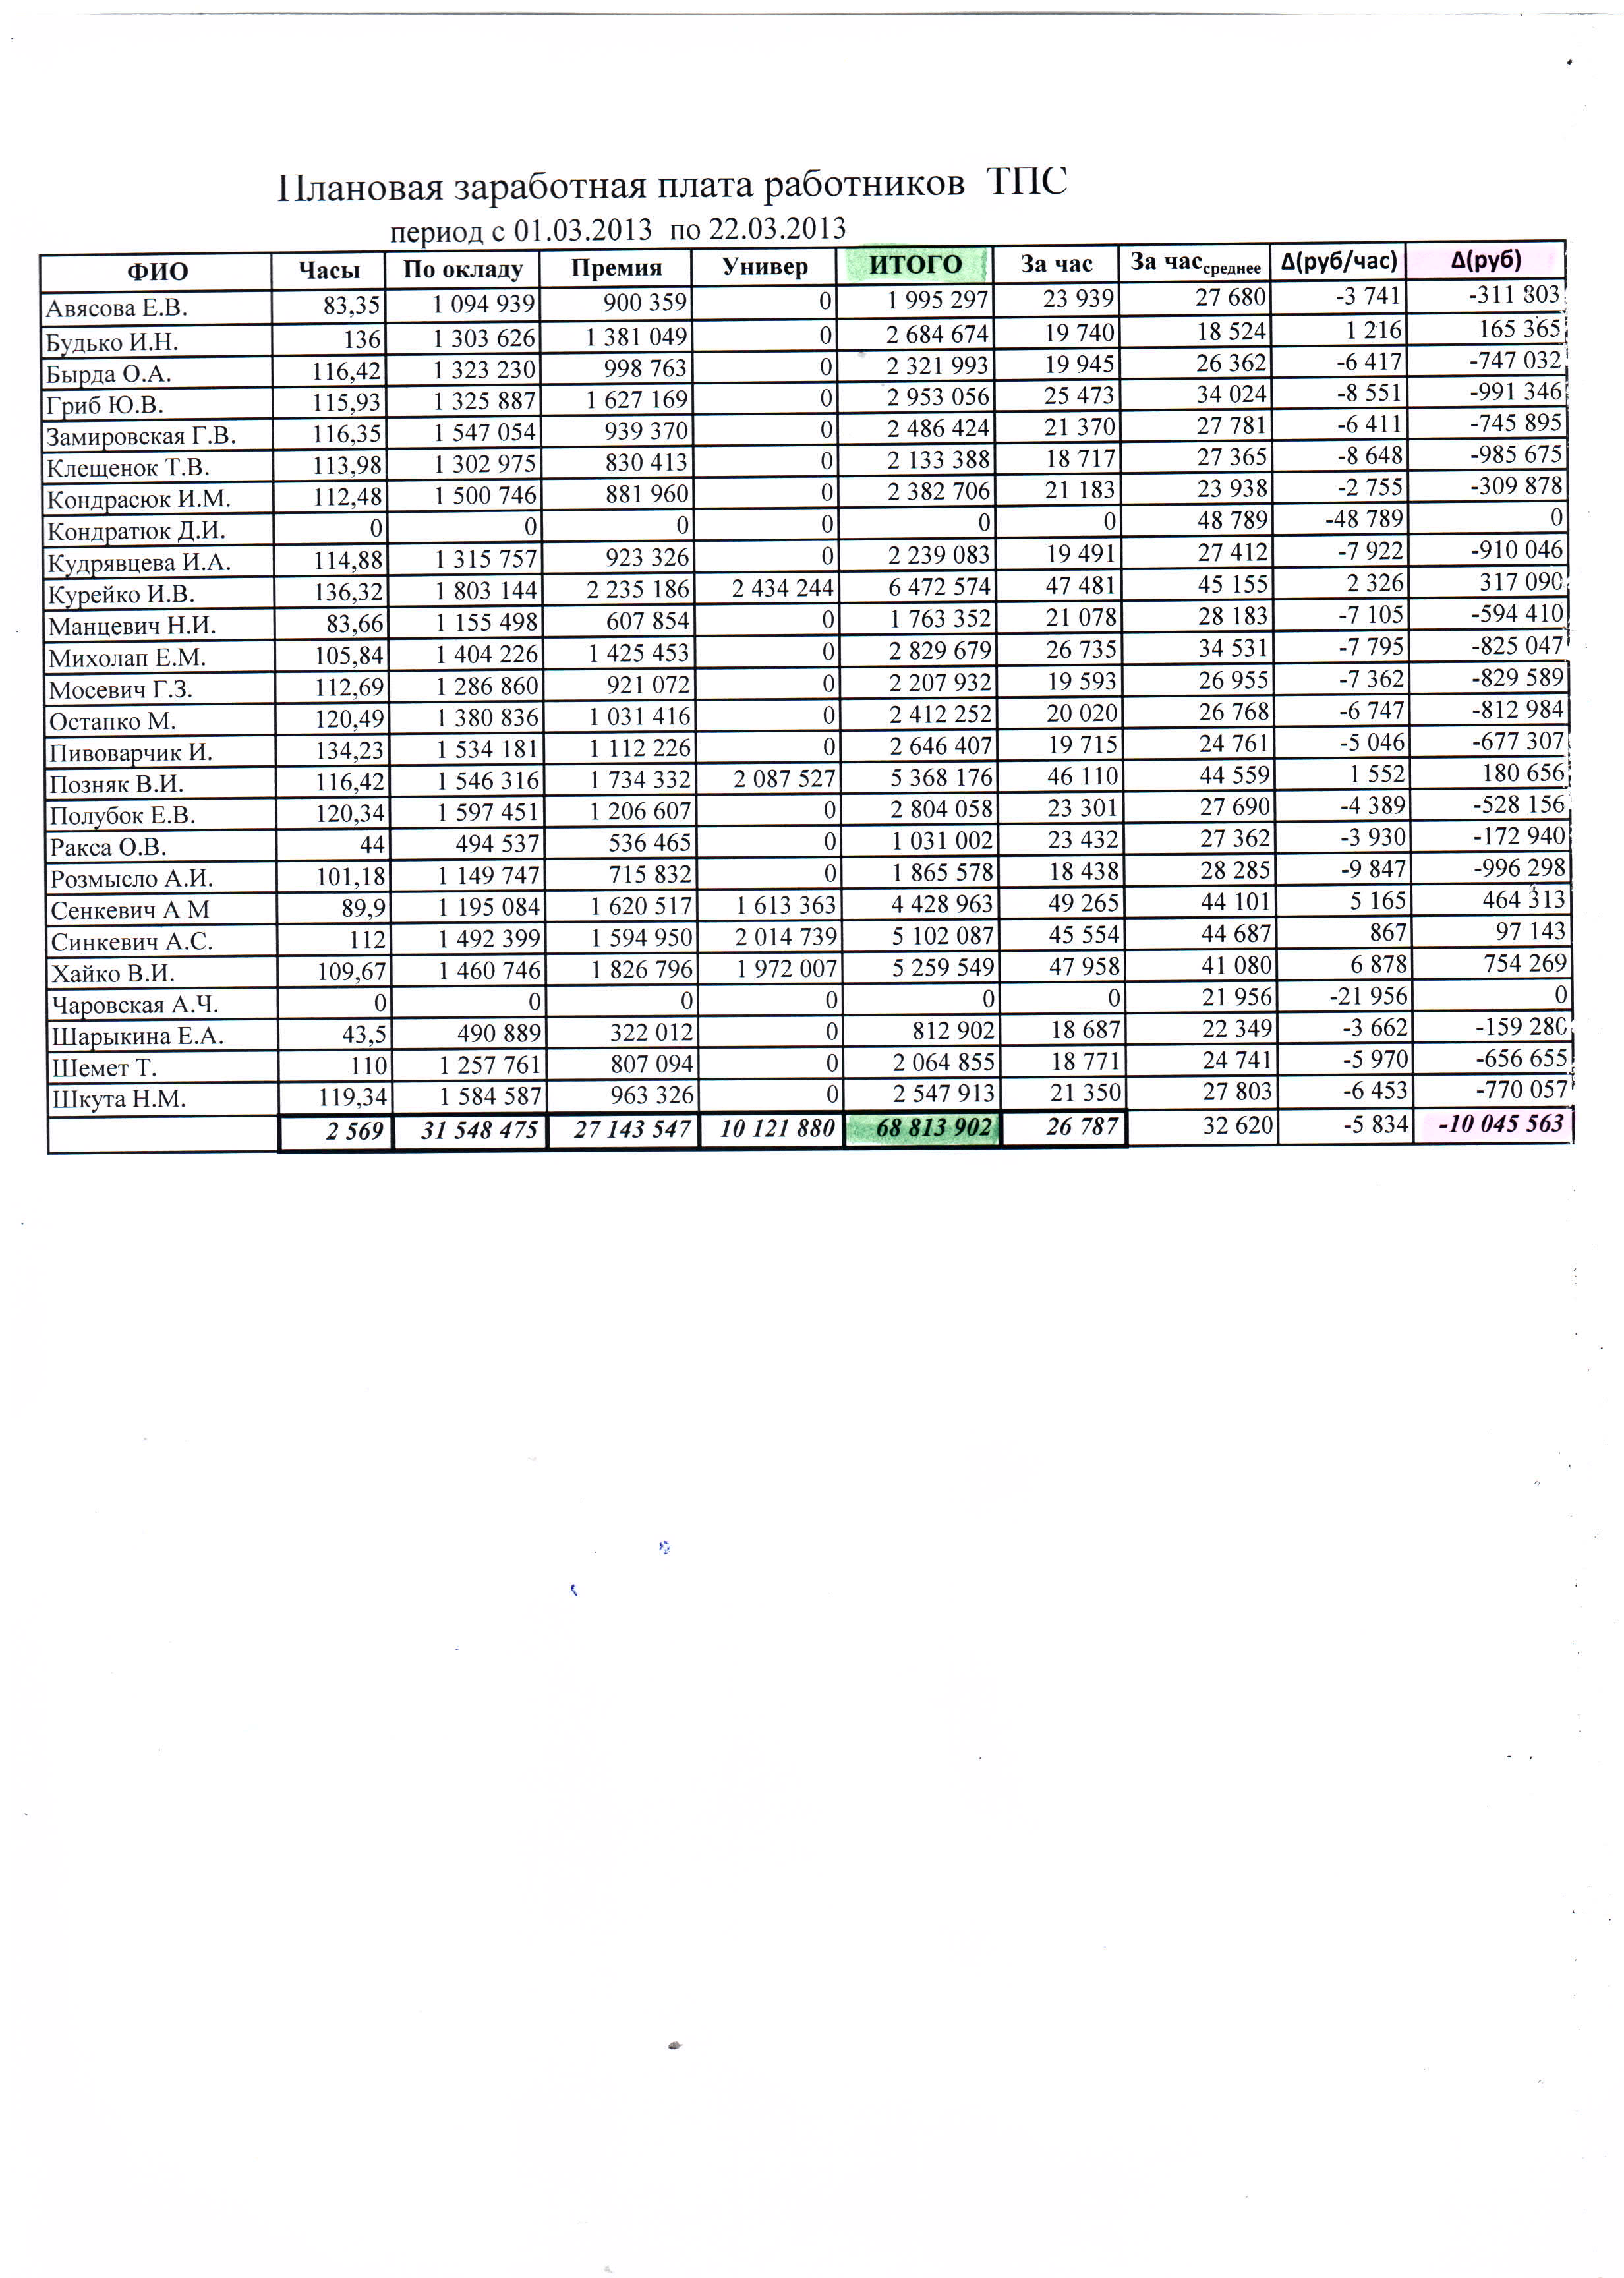 Плановая заработная плата работников ТПС
период с 01.03.2013 по 22.03.2013
ФИО Часы По окладу Премия Универ ИТОГО За час За час среднее Δ(руб/час) Δ(руб)
Авясова Е.В. 83,35 1 094 939 900 359 0 1 995 297 23 939 27 680 -3 741 -311 803
Будько И.Н. 136 1 303 626 1 381 049 0 2 684 674 19 740 18 524 1 216 165 365
Бырда О.А. 116,42 1 323 230 998 763 0 2 321 993 19 945 26 362 -6 417 -747 032
Гриб Ю.В. 115,93 1 325 887 1 627 169 0 2 953 056 25 473 34 024 -8 551 -991 346
Замировская Г.В. 116,35 1 547 054 939 370 0 2 486 424 21 370 27 781 -6 411 -745 895
Клещенок Т.В. 113,98 1 302 975 830 413 0 2 133 388 18 717 27 365 -8 648 -985 675
Кондрасюк И.М. 112,48 1 500 746 881 960 0 2 382 706 21 183 23 938 -2 755 -309 878
Кондратюк Д.И. 0 0 0 0 0 0 48 789 -48 789 0
Кудрявцева И.А. 114,88 1 315 757 923 326 0 2 239 083 19 491 27 412 -7 922 -910 046
Курейко И.В. 136,32 1 803 144 2 235 186 2 434 244 6 472 574 47 481 45 155 2 326 317 090
Манцевич Н.И. 83,66 1 155 498 607 854 0 1 763 352 21 078 28 183 -7 105 -594 410
Михолап Е.М. 105,84 1 404 226 1 425 453 0 2 829 679 26 735 34 531 -7 795 -825 047
Мосевич Г.З. 112,69 1 286 860 921 072 0 2 207 932 19 593 26 955 -7 362 -829 589
Остапко М. 120,49 1 380 836 1 031 416 0 2 412 252 20 020 26 768 -6 747 -812 984
Пивоварчик И. 134,23 1 534 181 1 112 226 0 2 646 407 19 715 24 761 -5 046 -677 307
Позняк В.И. 116,42 1 546 316 1 734 332 2 087 527 5 368 176 46 110 44 559 1 552 180 656
Полубок Е.В. 120,34 1 597 451 1 206 607 0 2 804 058 23 301 27 690 -4 389 -528 156
Ракса О.В. 44 494 537 536 465 0 1 031 002 23 432 27 362 -3 930 -172 940
Розмысло А.И. 101,18 1 149 747 715 832 0 1 865 578 18 438 28 285 -9 847 -996 298
Сенкевич А М 89,9 1 195 084 1 620 517 1 613 363 4 428 963 49 265 44 101 5 165 464 313
Синкевич А.С. 112 1 492 399 1 594 950 2 014 739 5 102 087 45 554 44 687 867 97 143
Хайко В.И. 109,67 1 460 746 1 826 796 1 972 007 5 259 549 47 958 41 080 6 878 754 269
Чаровская А.Ч. 0 0 0 0 0 0 21 956 -21 956 0
Шарыкина Е.А. 43,5 490 889 322 012 0 812 902 18 687 22 349 -3 662 -159 280
Шемет Т. 110 1 257 761 807 094 0 2 064 855 18 771 24 741 -5 970 -656 655
Шкута Н.М. 119,34 1 584 587 963 326 0 2 547 913 21 350 27 803 -6 453 -770 057
2 569 31 548 475 27 143 547 10 121 880 68 813 902 26 787 32 620 -5 834 -10 045 563